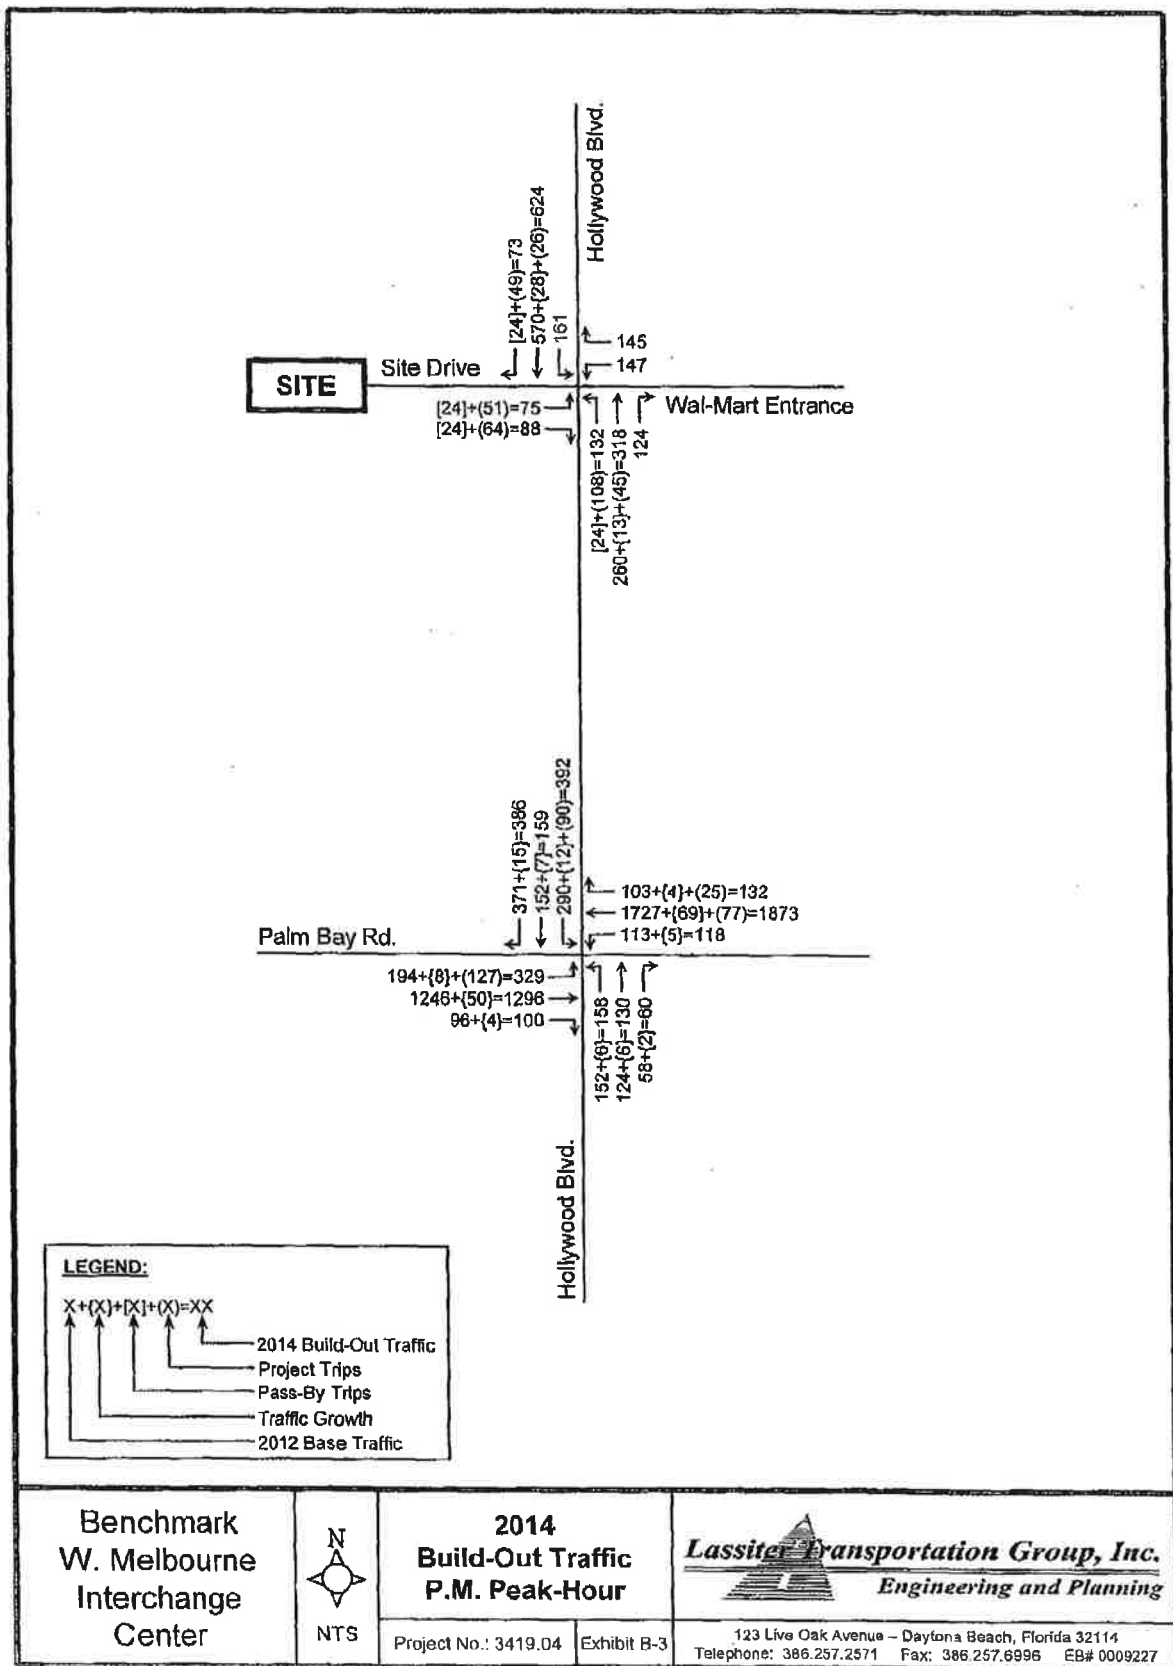 Hollywood Blvd.
[24]+(49)=73
570+{28}+(26)=624
161
145
147
SITE
Site Drive
Wal-Mart Entrance
[24]+(51)=75
[24]+(64)=88
[24]+(108)=132
260+{13}+(45)=318
124
371+{15}=386
152+{7}=159
290+{12}+(90)=392
103+{4}+(25)=132
1727+{69}+(77)=1873
113+{5}=118
Palm Bay Rd.
194+{8}+(127)=329
1246+{50}=1296
96+{4}=100
152+{6}=158
124+{6}=130
58+{2}=60
Hollywood Blvd.
LEGEND:
X+{X}+[X]+(X)=XX
2014 Build-Out Traffic
Project Trips
Pass-By Trips
Traffic Growth
2012 Base Traffic
Benchmark
W. Melbourne
Interchange
Center
N
NTS
2014
Build-Out Traffic
P.M. Peak-Hour
Project No.: 3419.04
Exhibit B-3
Lassiter Transportation Group, Inc.
Engineering and Planning
123 Live Oak Avenue – Daytona Beach, Florida 32114
Telephone: 386.257.2571 Fax: 386.257.6996 EB# 0009227